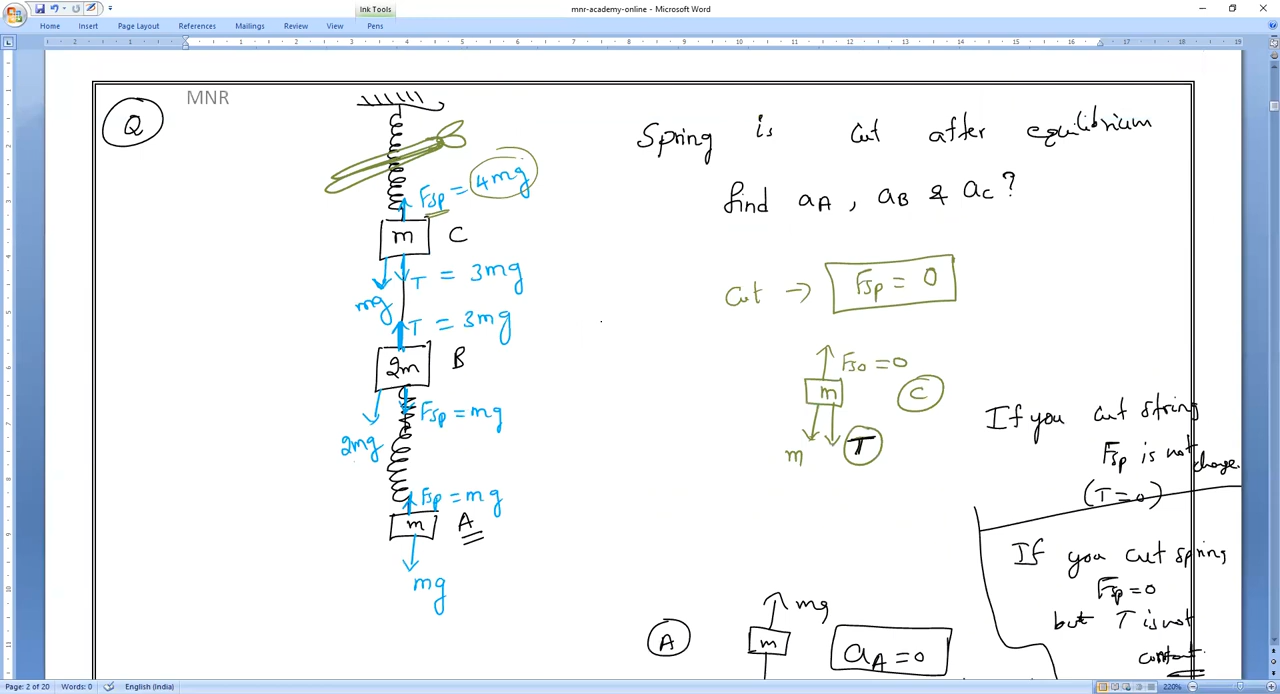 Ink Tools
mnr-academy-online - Microsoft Word
Home Insert Page Layout References Mailings Review View Pens
MNR
Q
Spring is cut after equilibrium
find aA, aB & aC?
Fsp = 4mg
m C
T = 3mg
mg
T = 3mg
2m B
Fsp = mg
2mg
Fsp = mg
m A
mg
Cut → Fsp = 0
= 0
m C
m T
If you cut string
Fsp is not change.
(T=0)
If you cut spring
Fsp=0
but T is not
constant.
A
mg
m
aA=0
Page: 2 of 20 Words: 0 English (India) 220%